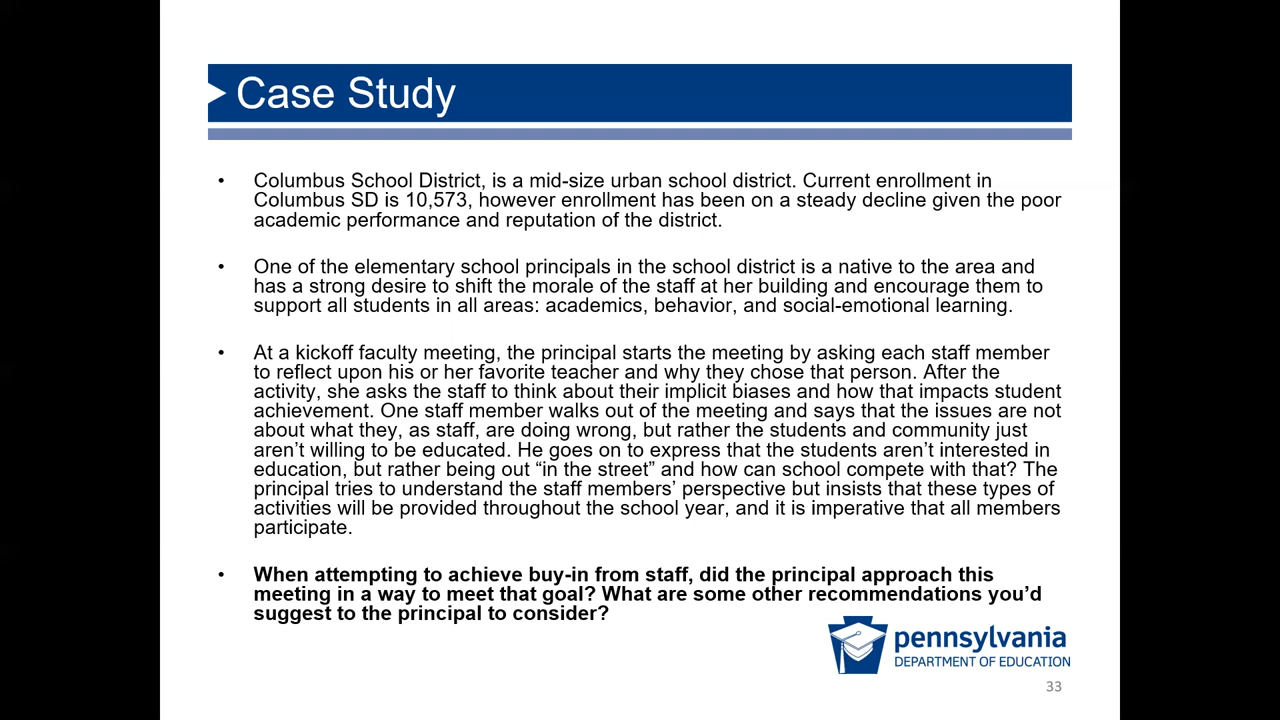 Case Study
• Columbus School District, is a mid-size urban school district. Current enrollment in
Columbus SD is 10,573, however enrollment has been on a steady decline given the poor
academic performance and reputation of the district.
• One of the elementary school principals in the school district is a native to the area and
has a strong desire to shift the morale of the staff at her building and encourage them to
support all students in all areas: academics, behavior, and social-emotional learning.
• At a kickoff faculty meeting, the principal starts the meeting by asking each staff member
to reflect upon his or her favorite teacher and why they chose that person. After the
activity, she asks the staff to think about their implicit biases and how that impacts student
achievement. One staff member walks out of the meeting and says that the issues are not
about what they, as staff, are doing wrong, but rather the students and community just
aren’t willing to be educated. He goes on to express that the students aren’t interested in
education, but rather being out “in the street” and how can school compete with that? The
principal tries to understand the staff members’ perspective but insists that these types of
activities will be provided throughout the school year, and it is imperative that all members
participate.
• When attempting to achieve buy-in from staff, did the principal approach this
meeting in a way to meet that goal? What are some other recommendations you’d
suggest to the principal to consider?
pennsylvania
DEPARTMENT OF EDUCATION
33